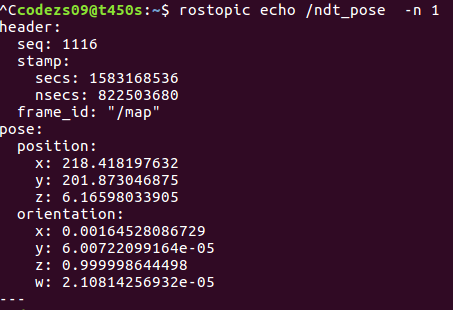 ^Ccodezs09@t450s:~$ rostopic echo /ndt_pose  -n 1
header:
  seq: 1116
  stamp:
    secs: 1583168536
    nsecs: 822503680
  frame_id: "/map"
pose:
  position:
    x: 218.418197632
    y: 201.873046875
    z: 6.16598033905
  orientation:
    x: 0.00164528086729
    y: 6.00722099164e-05
    z: 0.999998644498
    w: 2.10814256932e-05
---